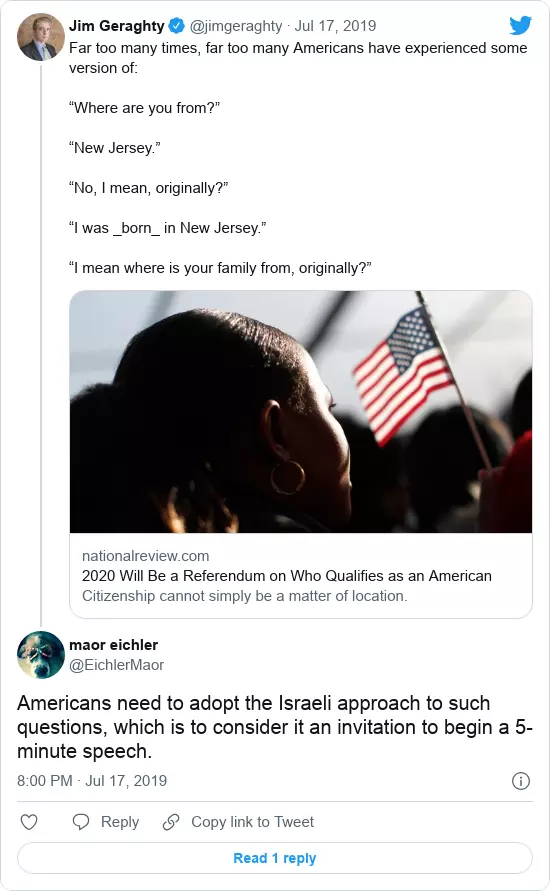 Jim Geraghty @jimgeraghty · Jul 17, 2019
Far too many times, far too many Americans have experienced some
version of:
“Where are you from?”
“New Jersey.”
“No, I mean, originally?”
“I was _born_ in New Jersey.”
“I mean where is your family from, originally?”
nationalreview.com
2020 Will Be a Referendum on Who Qualifies as an American
Citizenship cannot simply be a matter of location.
maor eichler
@EichlerMaor
Americans need to adopt the Israeli approach to such
questions, which is to consider it an invitation to begin a 5-
minute speech.
8:00 PM · Jul 17, 2019
Reply Copy link to Tweet
Read 1 reply